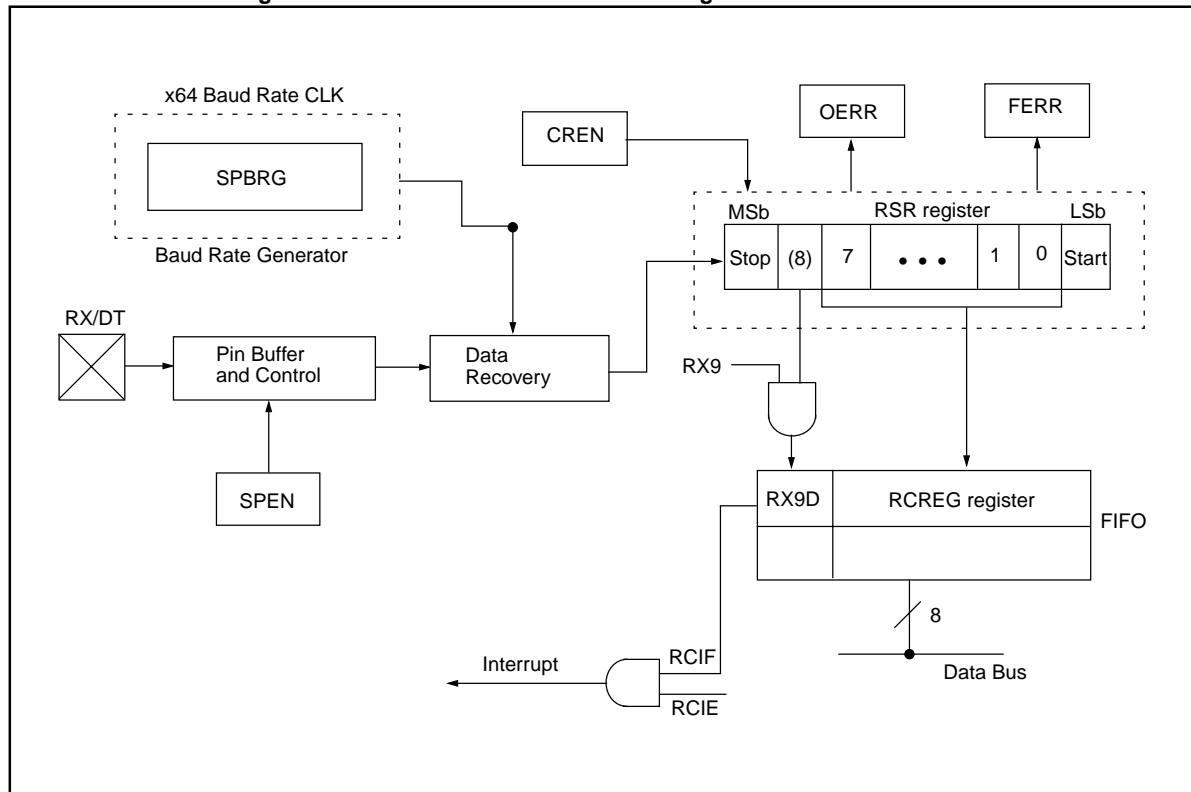 x64 Baud Rate CLK
SPBRG
Baud Rate Generator
CREN
OERR
FERR
MSb
RSR register
LSb
Stop
(8)
7
• • •
1
0
Start
RX/DT
Pin Buffer
and Control
Data
Recovery
RX9
SPEN
RX9D
RCREG register
FIFO
8
Data Bus
Interrupt
RCIF
RCIE